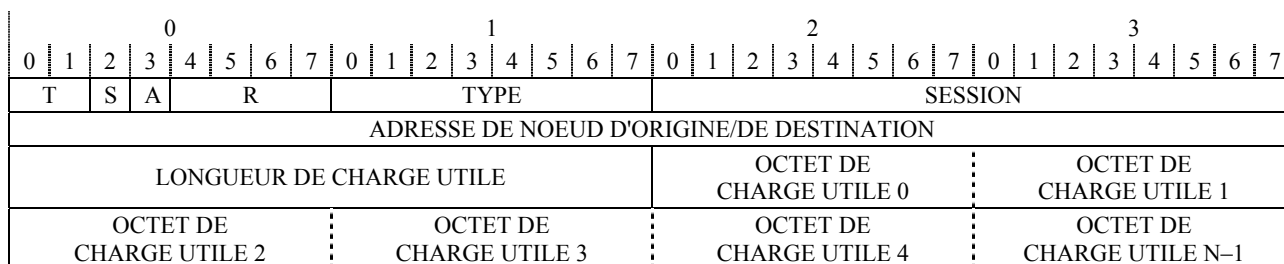 0 1 2 3
0 1 2 3 4 5 6 7 0 1 2 3 4 5 6 7 0 1 2 3 4 5 6 7 0 1 2 3 4 5 6 7
T S A R TYPE SESSION
ADRESSE DE NOEUD D'ORIGINE/DE DESTINATION
LONGUEUR DE CHARGE UTILE
OCTET DE
CHARGE UTILE 0
OCTET DE
CHARGE UTILE 1
OCTET DE
CHARGE UTILE 2
OCTET DE
CHARGE UTILE 3
OCTET DE
CHARGE UTILE 4
OCTET DE
CHARGE UTILE N–1